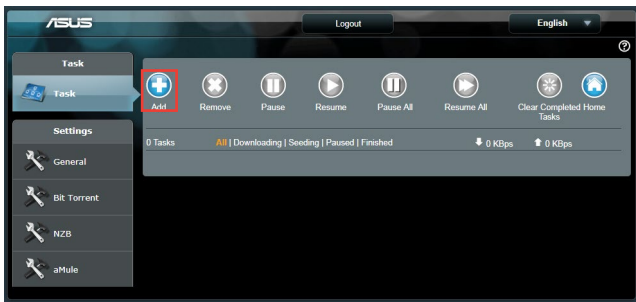 ASUS
Logout
English
Task
Task
Add
Remove
Pause
Resume
Pause All
Resume All
Clear Completed Tasks
Home
0 Tasks
All | Downloading | Seeding | Paused | Finished
0 KBps
0 KBps
Settings
General
Bit Torrent
NZB
aMule